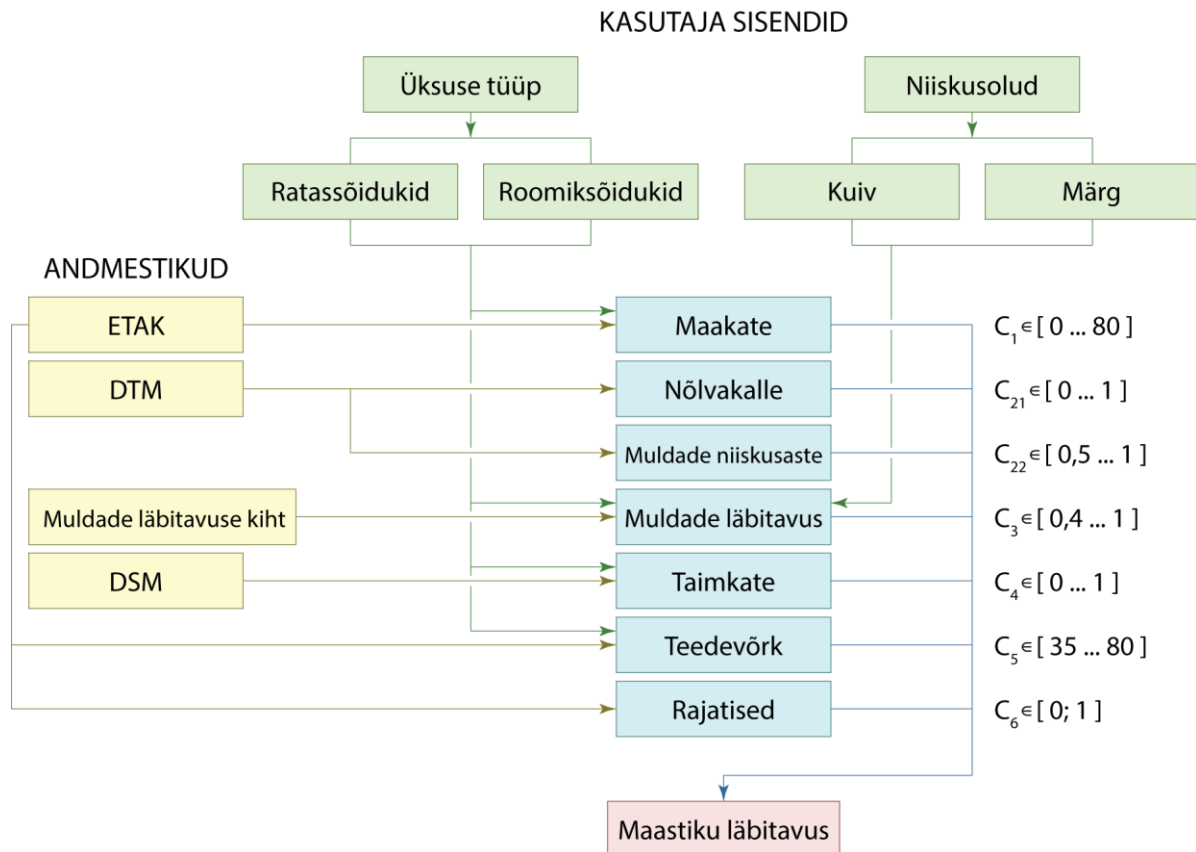 KASUTAJA SISENDID
Üksuse tüüp
Niiskusolud
Ratassõidukid
Roomiksõidukid
Kuiv
Märg
ANDMESTIKUD
ETAK
Maakate
C₁ ∈ [ 0 ... 80 ]
DTM
Nõlvakalle
C₂₁ ∈ [ 0 ... 1 ]
Muldade niiskusaste
C₂₂ ∈ [ 0,5 ... 1 ]
Muldade läbitavuse kiht
Muldade läbitavus
C₃ ∈ [ 0,4 ... 1 ]
DSM
Taimkate
C₄ ∈ [ 0 ... 1 ]
Teedevõrk
C₅ ∈ [ 35 ... 80 ]
Rajatised
C₆ ∈ [ 0; 1 ]
Maastiku läbitavus